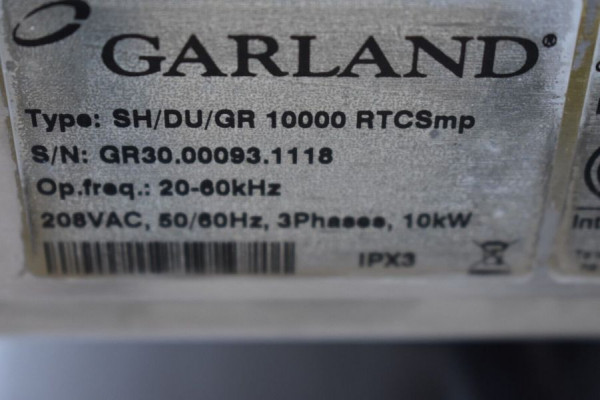 GARLAND®
Type: SH/DU/GR 10000 RTCSmp
S/N: GR30.00093.1118
Op.freq.: 20-60kHz
208VAC, 50/60Hz, 3Phases, 10kW
IPX3
Int